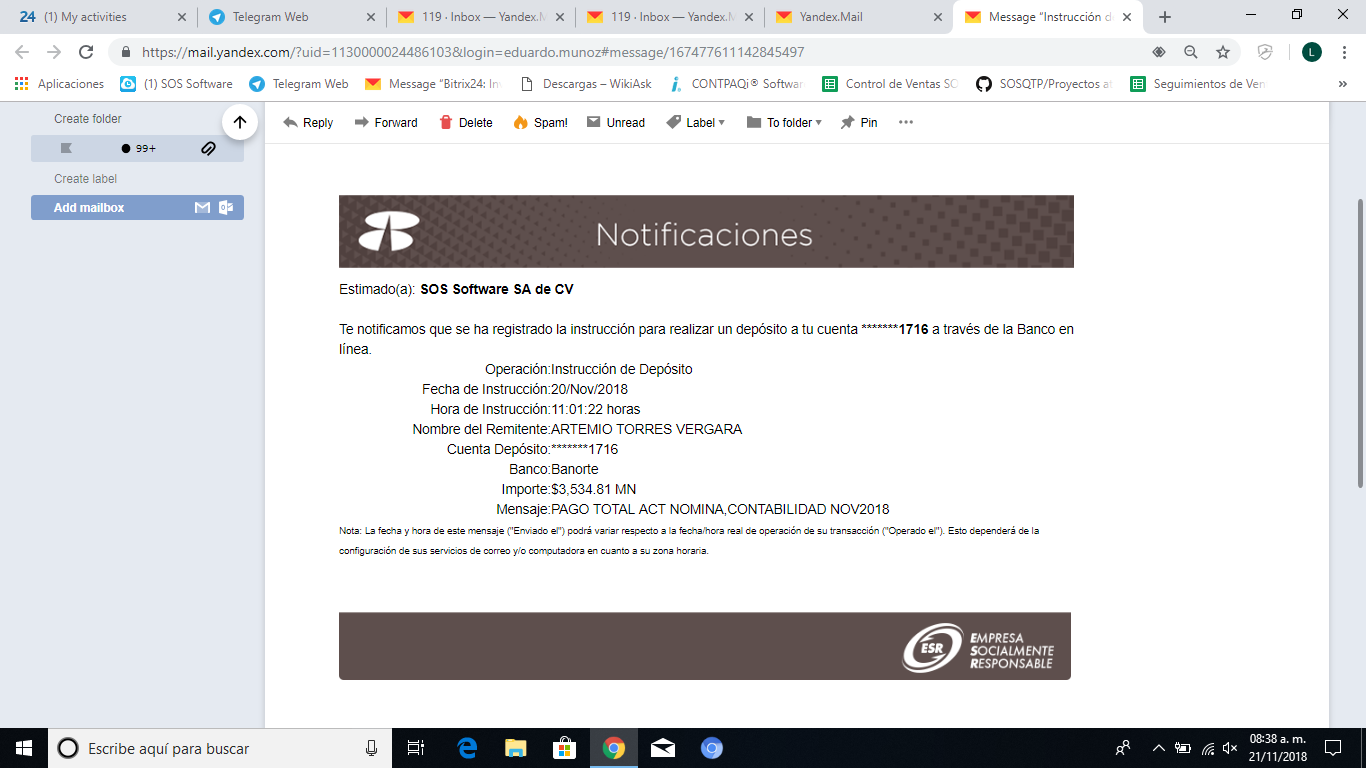 24 (1) My activities
Telegram Web
119 · Inbox — Yandex.M
119 · Inbox — Yandex.M
Yandex.Mail
Message "Instrucción d
https://mail.yandex.com/?uid=1130000024486103&login=eduardo.munoz#message/167477611142845497
L
Aplicaciones
(1) SOS Software
Telegram Web
Message "Bitrix24: In
Descargas – WikiAsk
CONTPAQi® Softwar
Control de Ventas SO
SOSQTP/Proyectos at
Seguimientos de Ven
»
Create folder
99+
Create label
Add mailbox
Reply
Forward
Delete
Spam!
Unread
Label
To folder
Pin
Notificaciones
Estimado(a): SOS Software SA de CV
Te notificamos que se ha registrado la instrucción para realizar un depósito a tu cuenta *******1716 a través de la Banco en
línea.
Operación:Instrucción de Depósito
Fecha de Instrucción:20/Nov/2018
Hora de Instrucción:11:01:22 horas
Nombre del Remitente:ARTEMIO TORRES VERGARA
Cuenta Depósito:*******1716
Banco:Banorte
Importe:$3,534.81 MN
Mensaje:PAGO TOTAL ACT NOMINA,CONTABILIDAD NOV2018
Nota: La fecha y hora de este mensaje ("Enviado el") podrá variar respecto a la fecha/hora real de operación de su transacción ("Operado el"). Esto dependerá de la
configuración de sus servicios de correo y/o computadora en cuanto a su zona horaria.
ESR
EMPRESA
SOCIALMENTE
RESPONSABLE
Escribe aquí para buscar
08:38 a. m.
21/11/2018